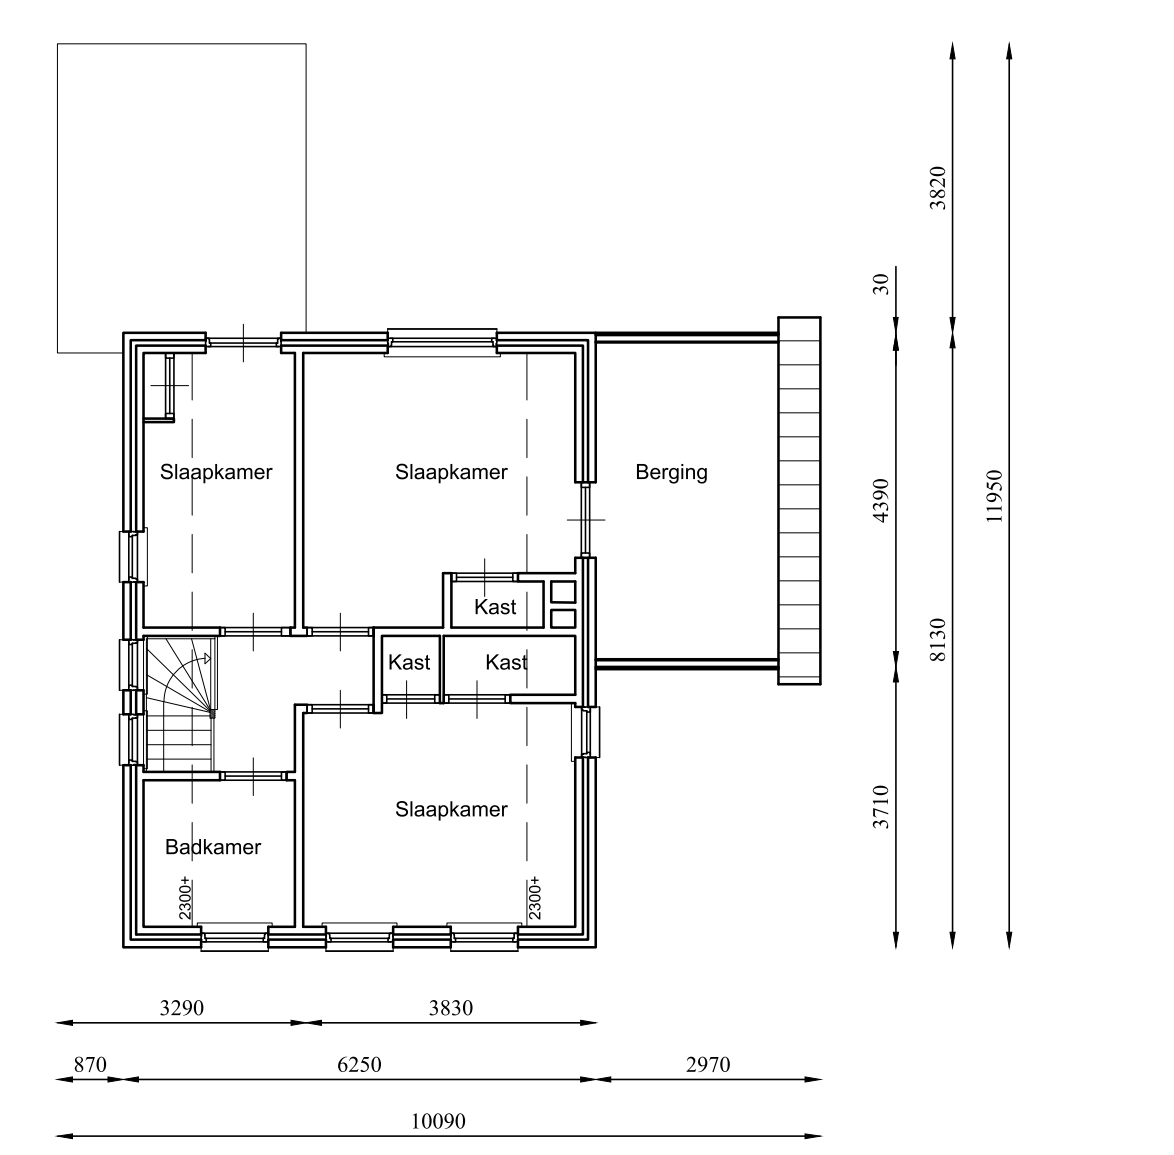 3820
30
Slaapkamer
Slaapkamer
Berging
4390
11950
Kast
Kast
Kast
8130
Slaapkamer
3710
Badkamer
2300+
2300+
3290
3830
870
6250
2970
10090